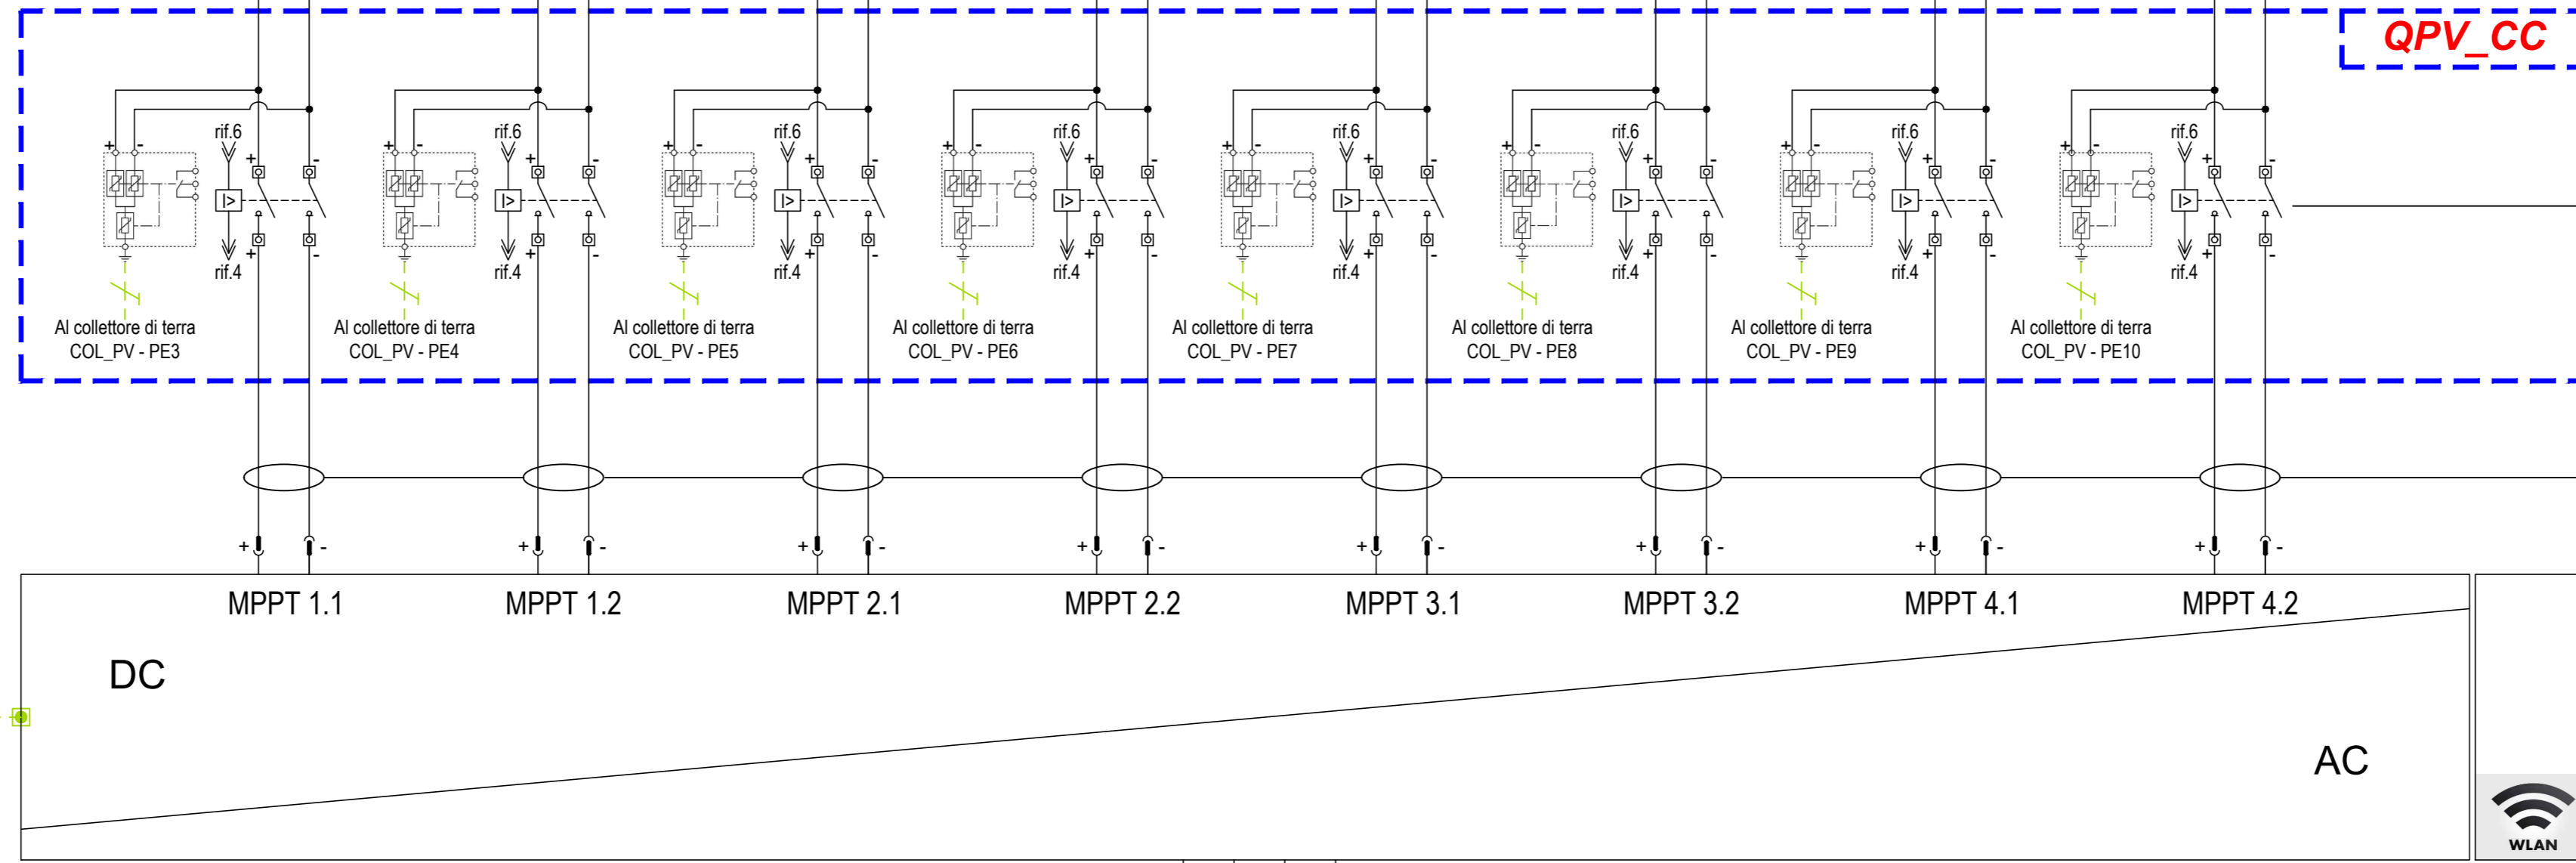 QPV_CC
+ - rif.6 + - + - rif.6 + - + - rif.6 + - + - rif.6 + - + - rif.6 + - + - rif.6 + - + - rif.6 + - + - rif.6 + -
I> I> I> I> I> I> I> I>
rif.4 + - rif.4 + - rif.4 + - rif.4 + - rif.4 + - rif.4 + - rif.4 + - rif.4 + -
Al collettore di terra
COL_PV - PE3
Al collettore di terra
COL_PV - PE4
Al collettore di terra
COL_PV - PE5
Al collettore di terra
COL_PV - PE6
Al collettore di terra
COL_PV - PE7
Al collettore di terra
COL_PV - PE8
Al collettore di terra
COL_PV - PE9
Al collettore di terra
COL_PV - PE10
+ - + - + - + - + - + - + - + -
MPPT 1.1 MPPT 1.2 MPPT 2.1 MPPT 2.2 MPPT 3.1 MPPT 3.2 MPPT 4.1 MPPT 4.2
DC
AC
WLAN